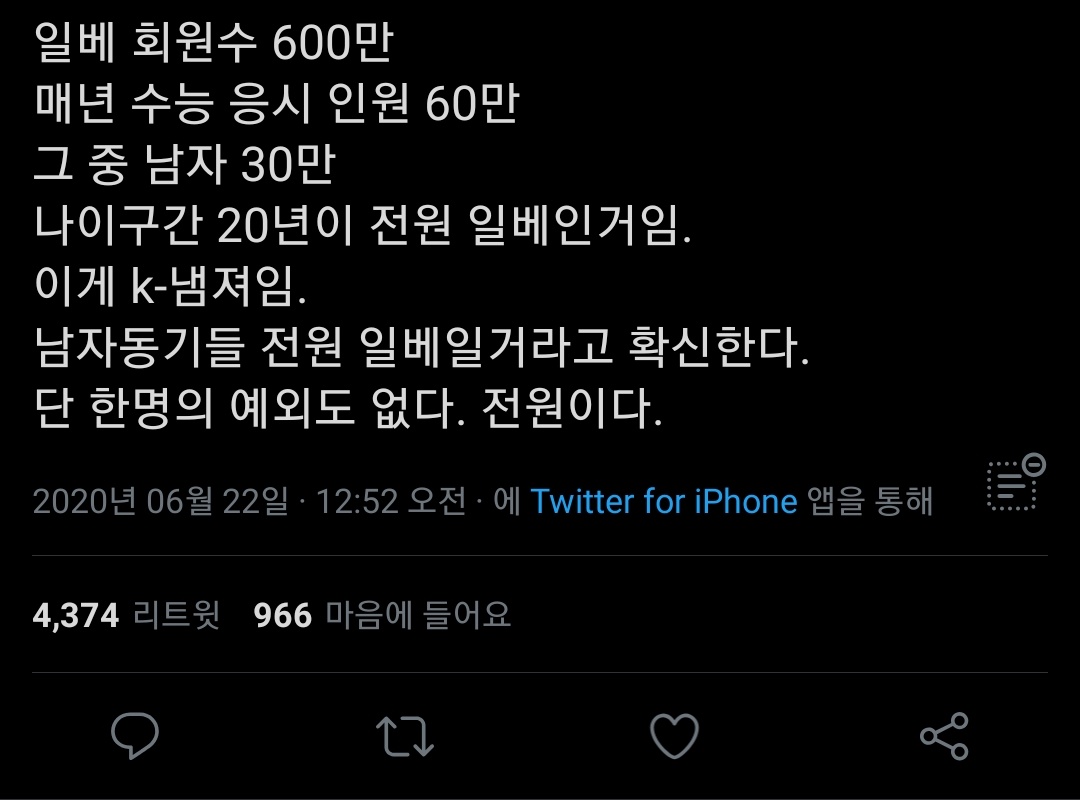 일베 회원수 600만
매년 수능 응시 인원 60만
그 중 남자 30만
나이구간 20년이 전원 일베인거임.
이게 k-냄져임.
남자동기들 전원 일베일거라고 확신한다.
단 한명의 예외도 없다. 전원이다.
2020년 06월 22일 · 12:52 오전 · 에 Twitter for iPhone 앱을 통해
4,374 리트윗 966 마음에 들어요